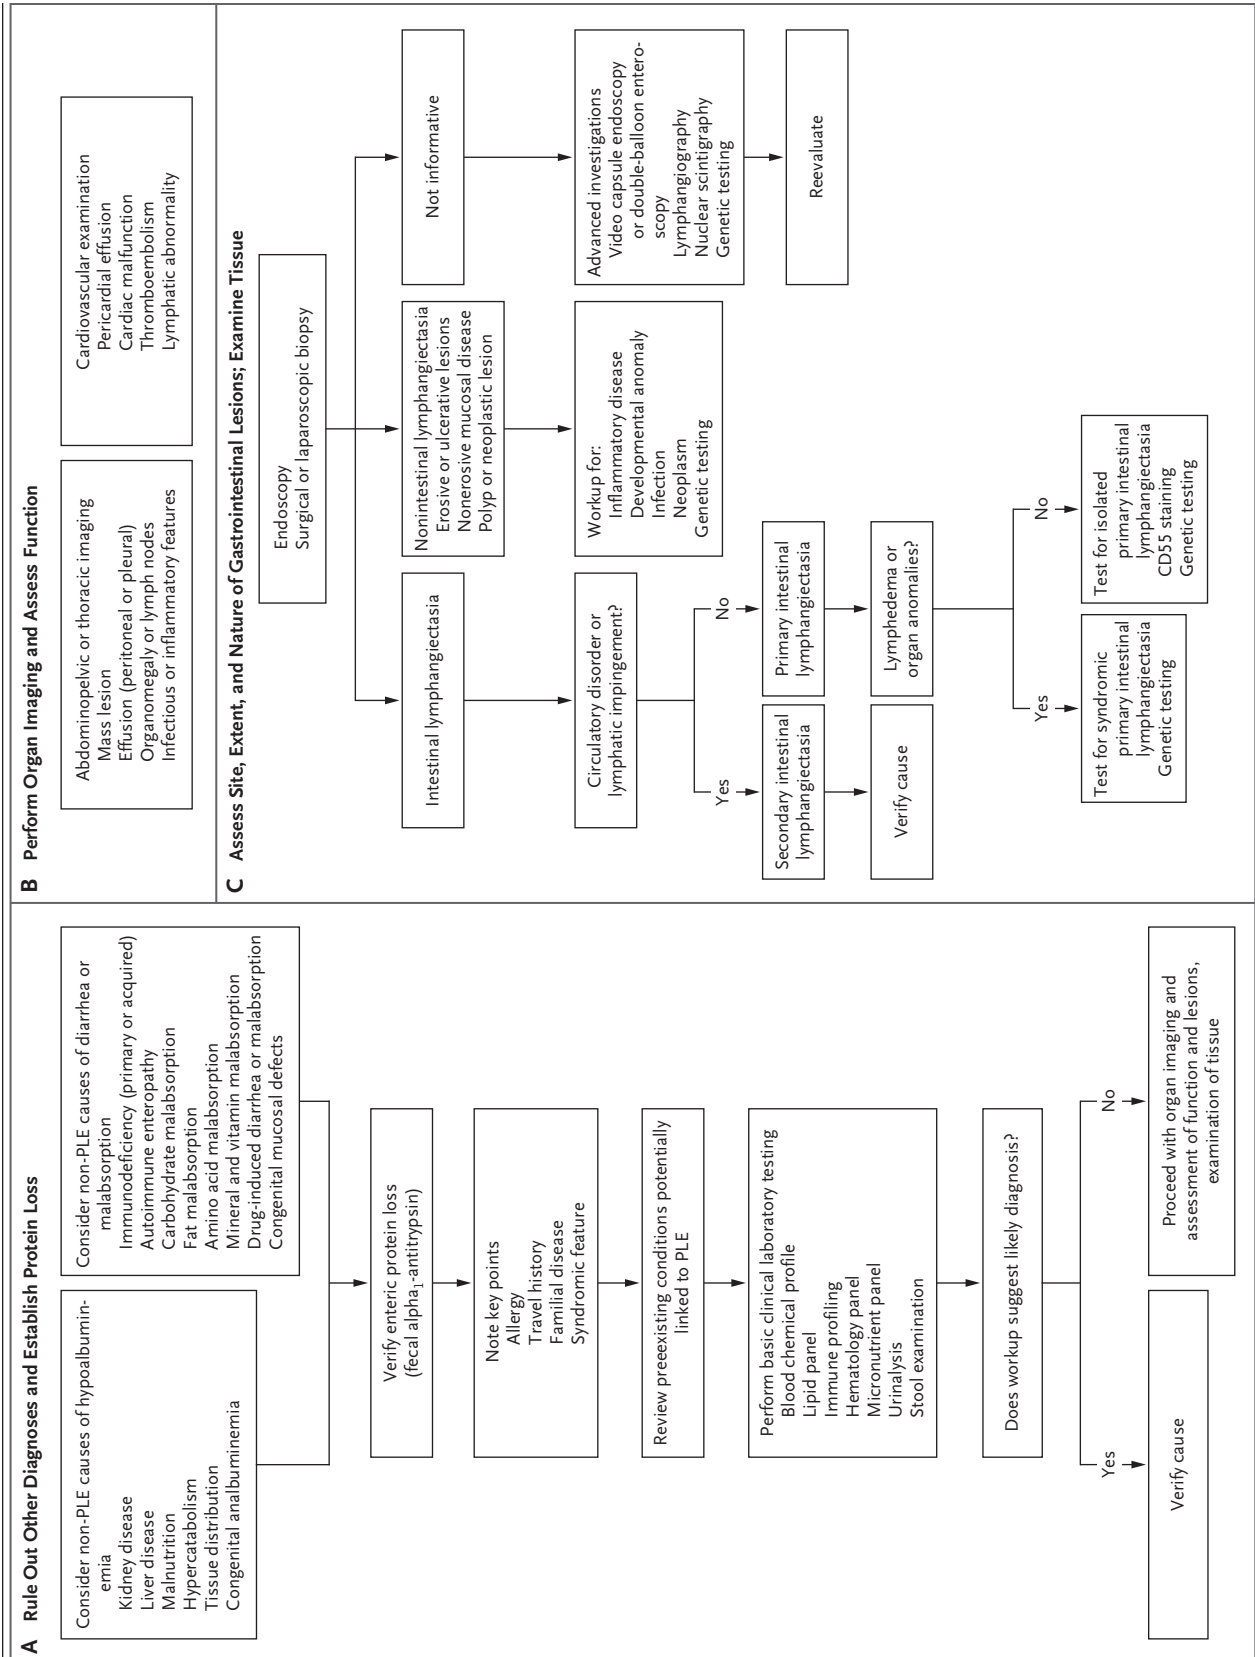 A Rule Out Other Diagnoses and Establish Protein Loss
Consider non-PLE causes of hypoalbumin-
emia
Kidney disease
Liver disease
Malnutrition
Hypercatabolism
Tissue distribution
Congenital analbuminemia
Consider non-PLE causes of diarrhea or
malabsorption
Immunodeficiency (primary or acquired)
Autoimmune enteropathy
Carbohydrate malabsorption
Fat malabsorption
Amino acid malabsorption
Mineral and vitamin malabsorption
Drug-induced diarrhea or malabsorption
Congenital mucosal defects
Verify enteric protein loss
(fecal alpha1-antitrypsin)
Note key points
Allergy
Travel history
Familial disease
Syndromic feature
Review preeexisting conditions potentially
linked to PLE
Perform basic clinical laboratory testing
Blood chemical profile
Lipid panel
Immune profiling
Hematology panel
Micronutrient panel
Urinalysis
Stool examination
Does workup suggest likely diagnosis?
Yes
No
Verify cause
Proceed with organ imaging and
assessment of function and lesions,
examination of tissue
B Perform Organ Imaging and Assess Function
Abdominopelvic or thoracic imaging
Mass lesion
Effusion (peritoneal or pleural)
Organomegaly or lymph nodes
Infectious or inflammatory features
Cardiovascular examination
Pericardial effusion
Cardiac malfunction
Thromboembolism
Lymphatic abnormality
C Assess Site, Extent, and Nature of Gastrointestinal Lesions; Examine Tissue
Endoscopy
Surgical or laparoscopic biopsy
Intestinal lymphangiectasia
Nonintestinal lymphangiectasia
Erosive or ulcerative lesions
Nonerosive mucosal disease
Polyp or neoplastic lesion
Not informative
Circulatory disorder or
lymphatic impingement?
Workup for:
Inflammatory disease
Developmental anomaly
Infection
Neoplasm
Genetic testing
Advanced investigations
Video capsule endoscopy
or double-balloon entero-
scopy
Lymphangiography
Nuclear scintigraphy
Genetic testing
Yes
No
Secondary intestinal
lymphangiectasia
Primary intestinal
lymphangiectasia
Reevaluate
Verify cause
Lymphedema or
organ anomalies?
Yes
No
Test for syndromic
primary intestinal
lymphangiectasia
Genetic testing
Test for isolated
primary intestinal
lymphangiectasia
CD55 staining
Genetic testing